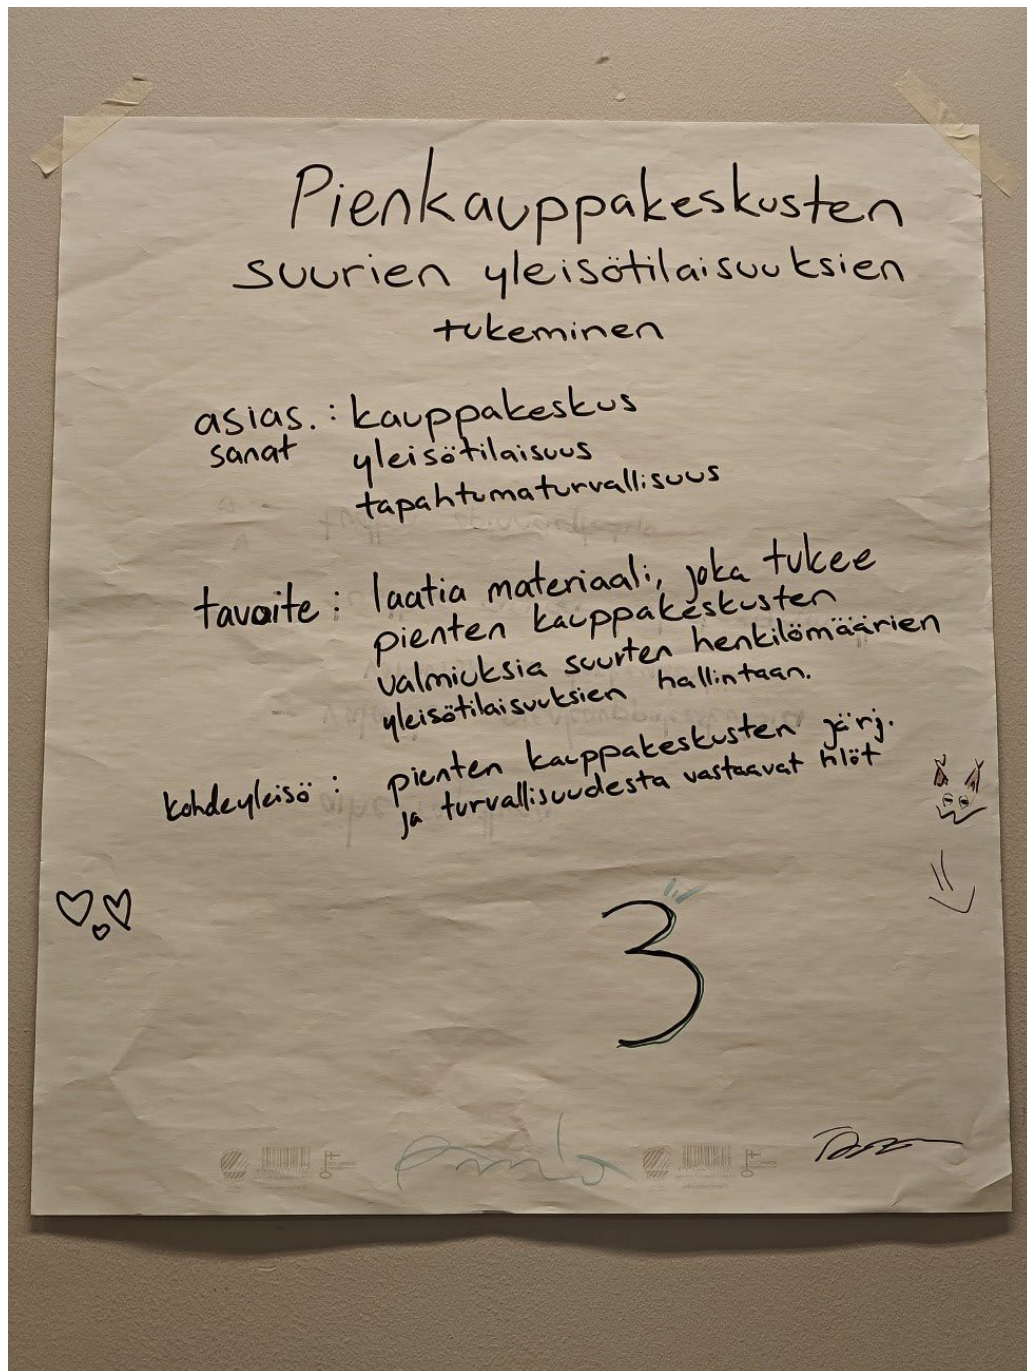 Pienkauppakeskusten
suurien yleisötilaisuuksien
tukeminen
asias. : kauppakeskus
sanat yleisötilaisuus
tapahtumaturvallisuus
tavoite : laatia materiaali, joka tukee
pienten kauppakeskusten
valmiuksia suurten henkilömäärien
yleisötilaisuuksien hallintaan.
kohdeyleisö : pienten kauppakeskusten järj.
ja turvallisuudesta vastaavat hlöt
3